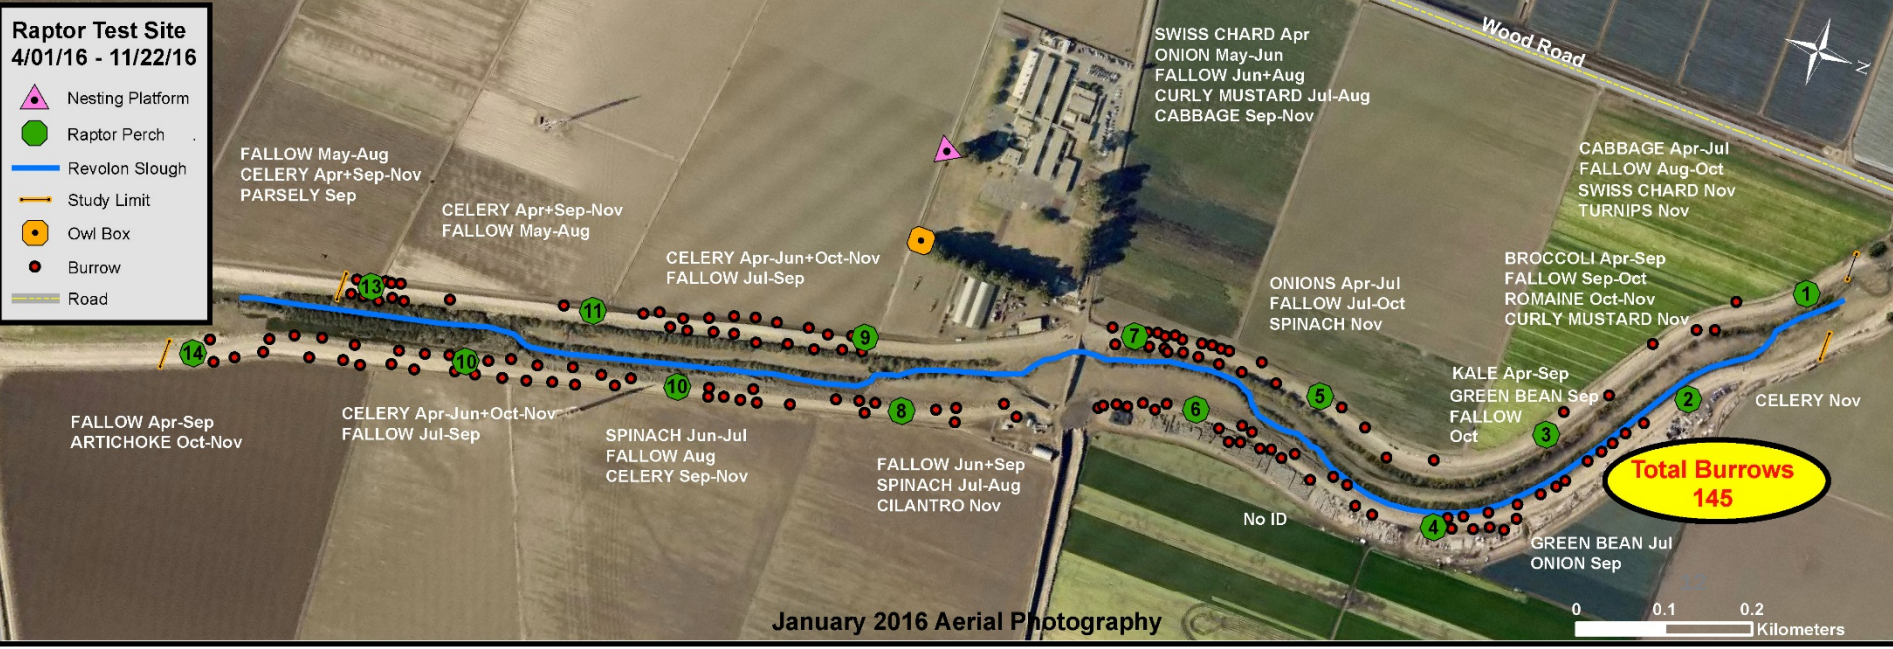 Raptor Test Site
4/01/16 - 11/22/16
Nesting Platform
Raptor Perch
Revolon Slough
Study Limit
Owl Box
Burrow
Road
Wood Road
N
SWISS CHARD Apr
ONION May-Jun
FALLOW Jun+Aug
CURLY MUSTARD Jul-Aug
CABBAGE Sep-Nov
FALLOW May-Aug
CELERY Apr+Sep-Nov
PARSELY Sep
CELERY Apr+Sep-Nov
FALLOW May-Aug
CELERY Apr-Jun+Oct-Nov
FALLOW Jul-Sep
CABBAGE Apr-Jul
FALLOW Aug-Oct
SWISS CHARD Nov
TURNIPS Nov
BROCCOLI Apr-Sep
FALLOW Sep-Oct
ROMAINE Oct-Nov
CURLY MUSTARD Nov
ONIONS Apr-Jul
FALLOW Jul-Oct
SPINACH Nov
KALE Apr-Sep
GREEN BEAN Sep
FALLOW
Oct
CELERY Nov
13
11
9
7
5
3
1
14
10
10
8
6
4
2
FALLOW Apr-Sep
ARTICHOKE Oct-Nov
CELERY Apr-Jun+Oct-Nov
FALLOW Jul-Sep
SPINACH Jun-Jul
FALLOW Aug
CELERY Sep-Nov
FALLOW Jun+Sep
SPINACH Jul-Aug
CILANTRO Nov
No ID
GREEN BEAN Jul
ONION Sep
Total Burrows
145
January 2016 Aerial Photography
0 0.1 0.2
Kilometers